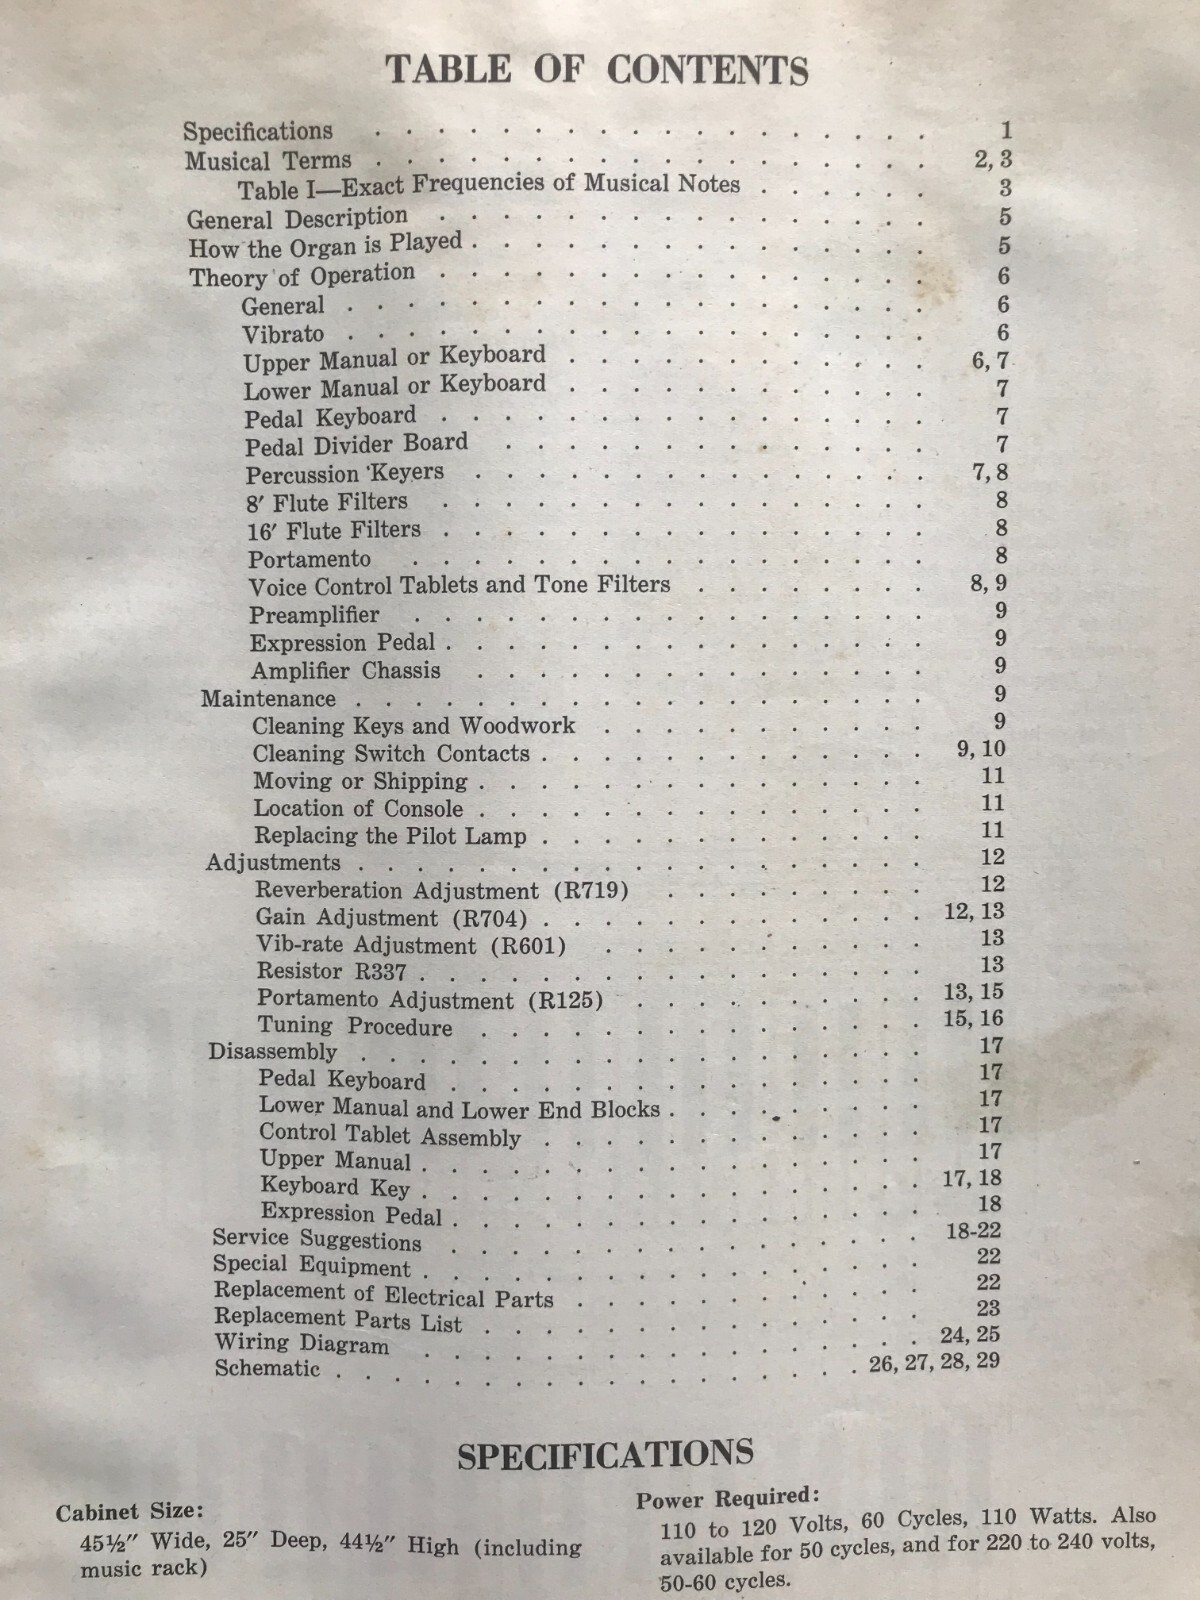 TABLE OF CONTENTS
Specifications . . . . . . . . . . . . . . . . . . 1
Musical Terms . . . . . . . . . . . . . . . . . . 2, 3
Table I—Exact Frequencies of Musical Notes . . . . . . 3
General Description . . . . . . . . . . . . . . . . 5
How the Organ is Played . . . . . . . . . . . . . . . 5
Theory of Operation . . . . . . . . . . . . . . . . 6
General . . . . . . . . . . . . . . . . . . . 6
Vibrato . . . . . . . . . . . . . . . . . . . 6
Upper Manual or Keyboard . . . . . . . . . . . . 6, 7
Lower Manual or Keyboard . . . . . . . . . . . . 7
Pedal Keyboard . . . . . . . . . . . . . . . . 7
Pedal Divider Board . . . . . . . . . . . . . . 7
Percussion Keyers . . . . . . . . . . . . . . . 7, 8
8′ Flute Filters . . . . . . . . . . . . . . . . 8
16′ Flute Filters . . . . . . . . . . . . . . . . 8
Portamento . . . . . . . . . . . . . . . . . 8
Voice Control Tablets and Tone Filters . . . . . . . . 8, 9
Preamplifier . . . . . . . . . . . . . . . . . 9
Expression Pedal . . . . . . . . . . . . . . . . 9
Amplifier Chassis . . . . . . . . . . . . . . . 9
Maintenance . . . . . . . . . . . . . . . . . . . 9
Cleaning Keys and Woodwork . . . . . . . . . . . 9
Cleaning Switch Contacts . . . . . . . . . . . . . 9, 10
Moving or Shipping . . . . . . . . . . . . . . . 11
Location of Console . . . . . . . . . . . . . . . 11
Replacing the Pilot Lamp . . . . . . . . . . . . . 11
Adjustments . . . . . . . . . . . . . . . . . . . 12
Reverberation Adjustment (R719) . . . . . . . . . 12
Gain Adjustment (R704) . . . . . . . . . . . . . 12, 13
Vib-rate Adjustment (R601) . . . . . . . . . . . 13
Resistor R337 . . . . . . . . . . . . . . . . . 13
Portamento Adjustment (R125) . . . . . . . . . . 13, 15
Tuning Procedure . . . . . . . . . . . . . . . 15, 16
Disassembly . . . . . . . . . . . . . . . . . . . 17
Pedal Keyboard . . . . . . . . . . . . . . . . 17
Lower Manual and Lower End Blocks . . . . . . . . . 17
Control Tablet Assembly . . . . . . . . . . . . . 17
Upper Manual . . . . . . . . . . . . . . . . . 17
Keyboard Key . . . . . . . . . . . . . . . . . 17, 18
Expression Pedal . . . . . . . . . . . . . . . . 18
Service Suggestions . . . . . . . . . . . . . . . . 18-22
Special Equipment . . . . . . . . . . . . . . . . . 22
Replacement of Electrical Parts . . . . . . . . . . . . 22
Replacement Parts List . . . . . . . . . . . . . . . 23
Wiring Diagram . . . . . . . . . . . . . . . . . 24, 25
Schematic . . . . . . . . . . . . . . . . . . 26, 27, 28, 29
SPECIFICATIONS
Cabinet Size:
45½″ Wide, 25″ Deep, 44½″ High (including
music rack)
Power Required:
110 to 120 Volts, 60 Cycles, 110 Watts. Also
available for 50 cycles, and for 220 to 240 volts,
50-60 cycles.